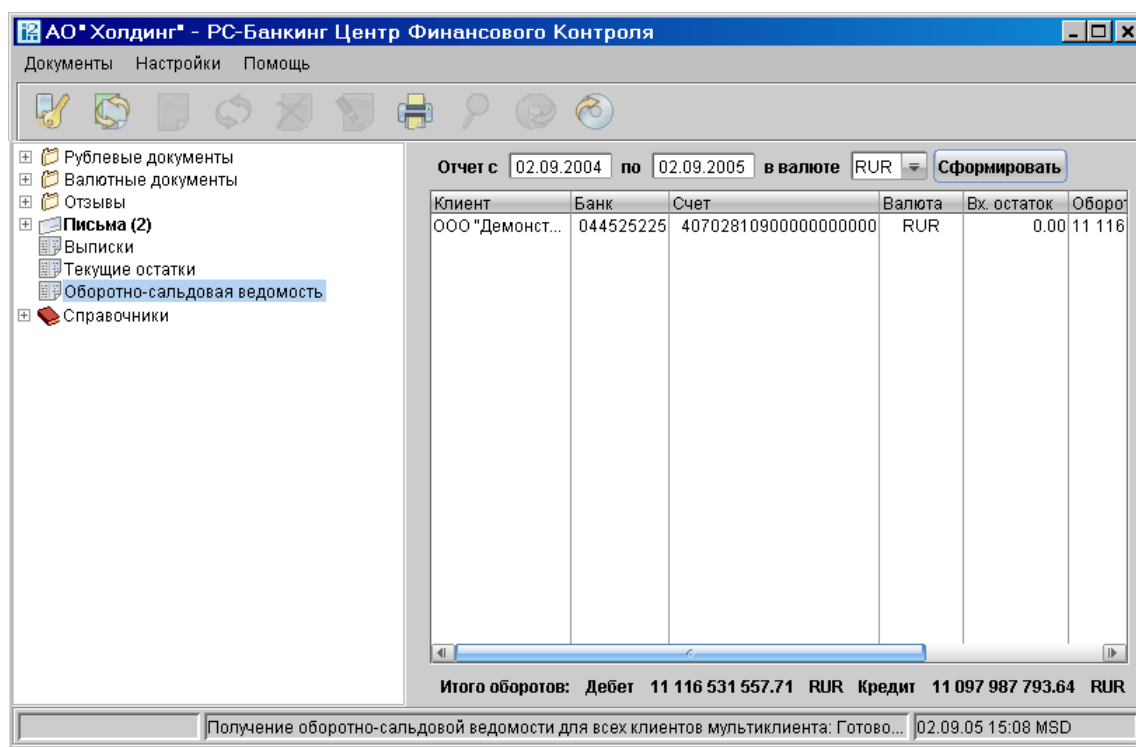 АО"Холдинг" - РС-Банкинг Центр Финансового Контроля
Документы Настройки Помощь
Рублевые документы
Валютные документы
Отзывы
Письма (2)
Выписки
Текущие остатки
Оборотно-сальдовая ведомость
Справочники
Отчет с 02.09.2004 по 02.09.2005 в валюте RUR Сформировать
Клиент Банк Счет Валюта Вх. остаток Оборот
ООО "Демонст... 044525225 40702810900000000000 RUR 0.00 11 116
Итого оборотов: Дебет 11 116 531 557.71 RUR Кредит 11 097 987 793.64 RUR
Получение оборотно-сальдовой ведомости для всех клиентов мультиклиента: Готово... 02.09.05 15:08 MSD